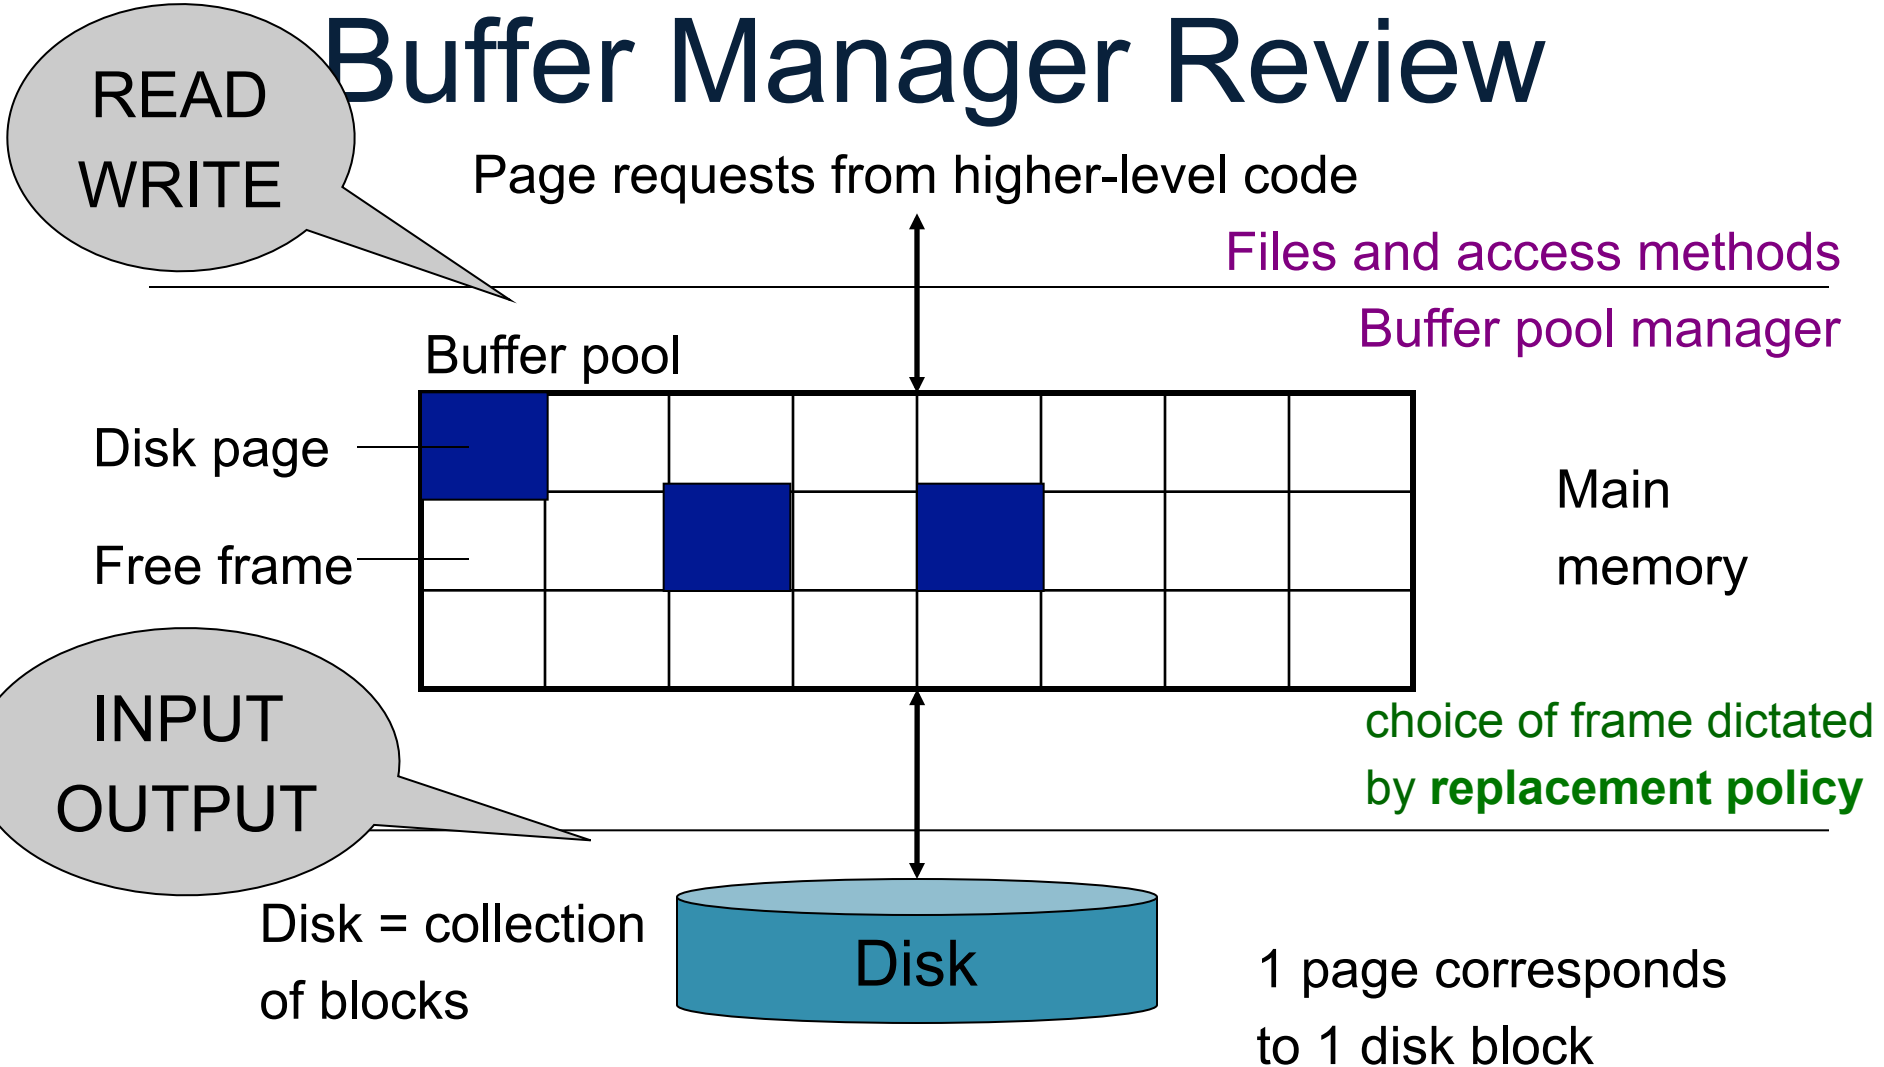 Buffer Manager Review
READ
WRITE
Page requests from higher-level code
Files and access methods
Buffer pool manager
Buffer pool
Disk page
Free frame
Main
memory
INPUT
OUTPUT
choice of frame dictated
by replacement policy
Disk = collection
of blocks
Disk
1 page corresponds
to 1 disk block